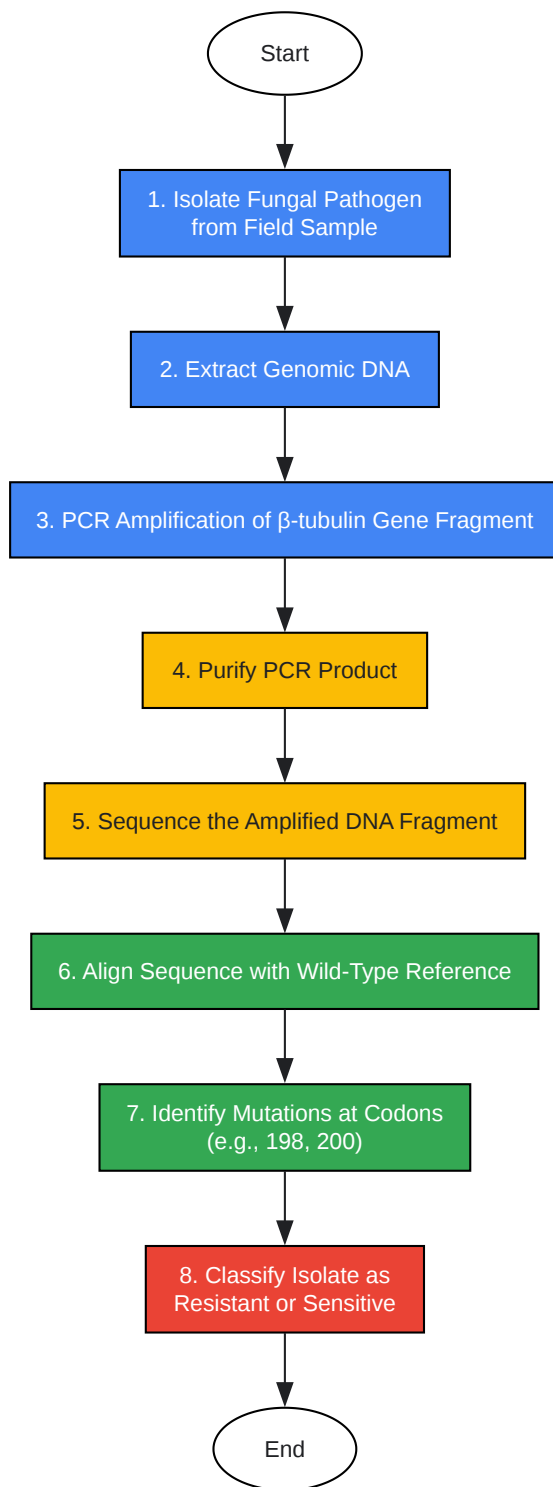 Start
1. Isolate Fungal Pathogen
from Field Sample
2. Extract Genomic DNA
3. PCR Amplification of β-tubulin Gene Fragment
4. Purify PCR Product
5. Sequence the Amplified DNA Fragment
6. Align Sequence with Wild-Type Reference
7. Identify Mutations at Codons
(e.g., 198, 200)
8. Classify Isolate as
Resistant or Sensitive
End